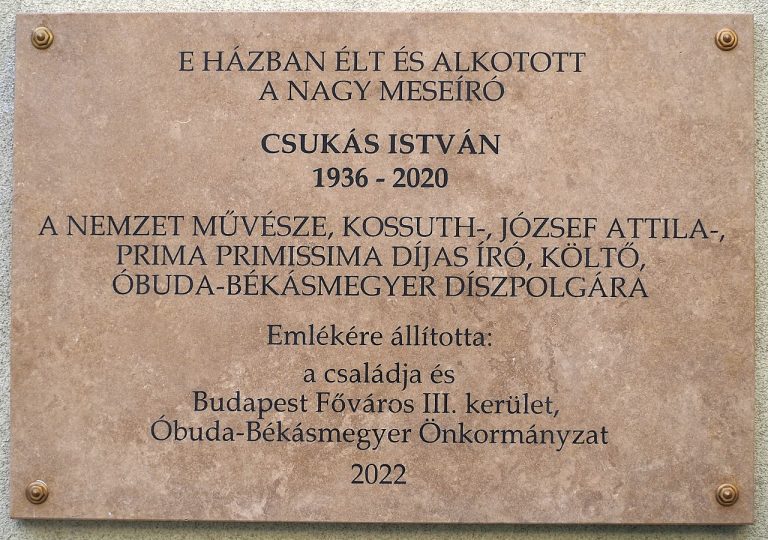 E HÁZBAN ÉLT ÉS ALKOTOTT
A NAGY MESEÍRÓ
CSUKÁS ISTVÁN
1936 - 2020
A NEMZET MŰVÉSZE, KOSSUTH-, JÓZSEF ATTILA-,
PRIMA PRIMISSIMA DÍJAS ÍRÓ, KÖLTŐ,
ÓBUDA-BÉKÁSMEGYER DÍSZPOLGÁRA
Emlékére állította:
a családja és
Budapest Főváros III. kerület,
Óbuda-Békásmegyer Önkormányzat
2022